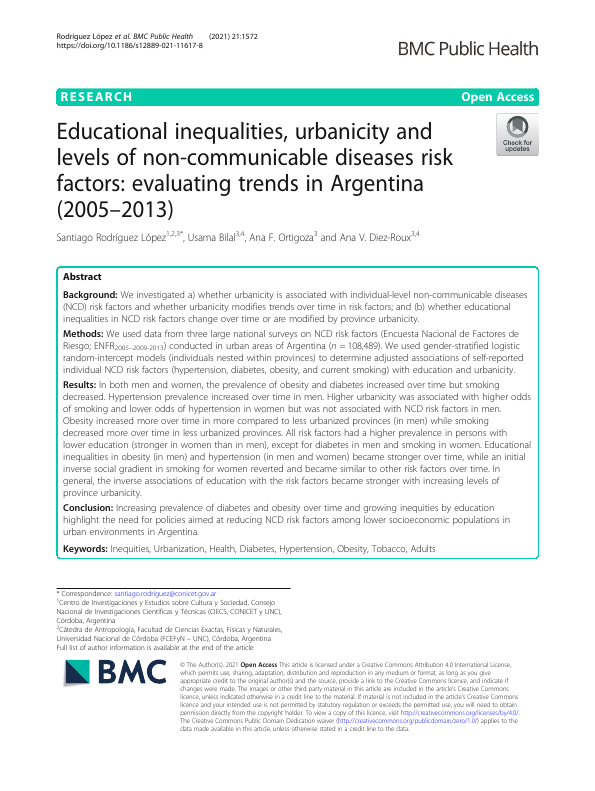 Rodríguez López et al. BMC Public Health (2021) 21:1572
https://doi.org/10.1186/s12889-021-11617-8
BMC Public Health
RESEARCH
Open Access
Check for
updates
Educational inequalities, urbanicity and
levels of non-communicable diseases risk
factors: evaluating trends in Argentina
(2005–2013)
Santiago Rodríguez López1,2,3*, Usama Bilal3,4, Ana F. Ortigoza3 and Ana V. Diez-Roux3,4
Abstract
Background: We investigated a) whether urbanicity is associated with individual-level non-communicable diseases
(NCD) risk factors and whether urbanicity modifies trends over time in risk factors; and (b) whether educational
inequalities in NCD risk factors change over time or are modified by province urbanicity.
Methods: We used data from three large national surveys on NCD risk factors (Encuesta Nacional de Factores de
Riesgo; ENFR2005–2009-2013) conducted in urban areas of Argentina (n = 108,489). We used gender-stratified logistic
random-intercept models (individuals nested within provinces) to determine adjusted associations of self-reported
individual NCD risk factors (hypertension, diabetes, obesity, and current smoking) with education and urbanicity.
Results: In both men and women, the prevalence of obesity and diabetes increased over time but smoking
decreased. Hypertension prevalence increased over time in men. Higher urbanicity was associated with higher odds
of smoking and lower odds of hypertension in women but was not associated with NCD risk factors in men.
Obesity increased more over time in more compared to less urbanized provinces (in men) while smoking
decreased more over time in less urbanized provinces. All risk factors had a higher prevalence in persons with
lower education (stronger in women than in men), except for diabetes in men and smoking in women. Educational
inequalities in obesity (in men) and hypertension (in men and women) became stronger over time, while an initial
inverse social gradient in smoking for women reverted and became similar to other risk factors over time. In
general, the inverse associations of education with the risk factors became stronger with increasing levels of
province urbanicity.
Conclusion: Increasing prevalence of diabetes and obesity over time and growing inequities by education
highlight the need for policies aimed at reducing NCD risk factors among lower socioeconomic populations in
urban environments in Argentina.
Keywords: Inequities, Urbanization, Health, Diabetes, Hypertension, Obesity, Tobacco, Adults
* Correspondence: santiago.rodriguez@conicet.gov.ar
1Centro de Investigaciones y Estudios sobre Cultura y Sociedad, Consejo
Nacional de Investigaciones Científicas y Técnicas (CIECS, CONICET y UNC),
Córdoba, Argentina
2Cátedra de Antropología, Facultad de Ciencias Exactas, Físicas y Naturales,
Universidad Nacional de Córdoba (FCEFyN – UNC), Córdoba, Argentina
Full list of author information is available at the end of the article
BMC
© The Author(s). 2021 Open Access This article is licensed under a Creative Commons Attribution 4.0 International License,
which permits use, sharing, adaptation, distribution and reproduction in any medium or format, as long as you give
appropriate credit to the original author(s) and the source, provide a link to the Creative Commons licence, and indicate if
changes were made. The images or other third party material in this article are included in the article's Creative Commons
licence, unless indicated otherwise in a credit line to the material. If material is not included in the article's Creative Commons
licence and your intended use is not permitted by statutory regulation or exceeds the permitted use, you will need to obtain
permission directly from the copyright holder. To view a copy of this licence, visit http://creativecommons.org/licenses/by/4.0/.
The Creative Commons Public Domain Dedication waiver (http://creativecommons.org/publicdomain/zero/1.0/) applies to the
data made available in this article, unless otherwise stated in a credit line to the data.